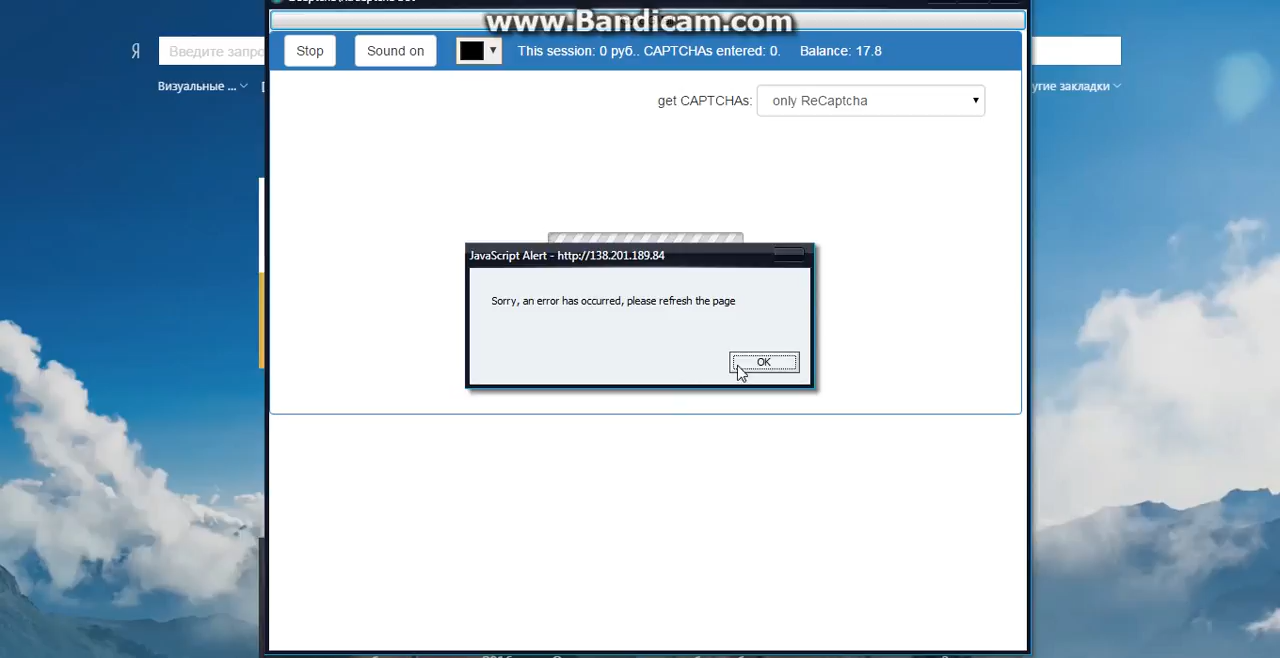 www.Bandicam.com
Stop
Sound on
This session: 0 руб.. CAPTCHAs entered: 0.
Balance: 17.8
Я
Введите запро
Визуальные ...
угие закладки
get CAPTCHAs:
only ReCaptcha
JavaScript Alert - http://138.201.189.84
Sorry, an error has occurred, please refresh the page
OK